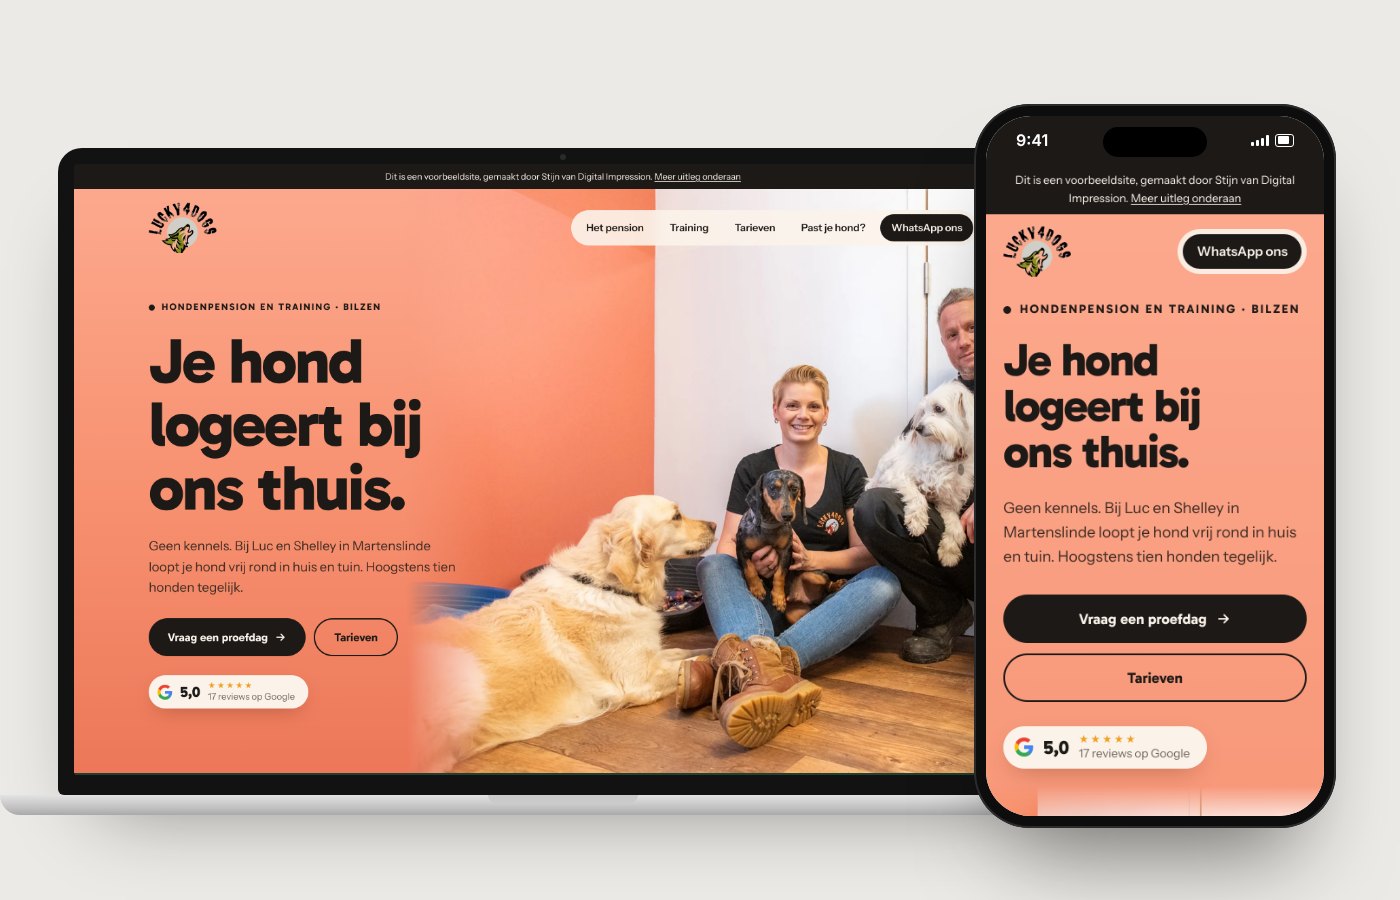 Dit is een voorbeeldsite, gemaakt door Stijn van Digital Impression. Meer uitleg onderaan
LUCKY4DOGS
Het pension
Training
Tarieven
Past je hond?
WhatsApp ons
HONDENPENSION EN TRAINING · BILZEN
Je hond
logeert bij
ons thuis.
Geen kennels. Bij Luc en Shelley in Martenslinde
loopt je hond vrij rond in huis en tuin. Hoogstens tien
honden tegelijk.
Vraag een proefdag →
Tarieven
5,0
★★★★★
17 reviews op Google
LUCKY4DOGS
9:41
Dit is een voorbeeldsite, gemaakt door Stijn van Digital
Impression. Meer uitleg onderaan
LUCKY4DOGS
WhatsApp ons
HONDENPENSION EN TRAINING · BILZEN
Je hond
logeert bij
ons thuis.
Geen kennels. Bij Luc en Shelley in
Martenslinde loopt je hond vrij rond in huis
en tuin. Hoogstens tien honden tegelijk.
Vraag een proefdag →
Tarieven
5,0
★★★★★
17 reviews op Google